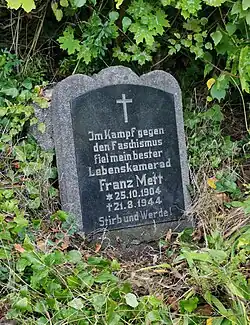 Im Kampf gegen
den Faschismus
fiel mein bester
Lebenskamerad
Franz Mett
*25.10.1904
†21.8.1944
Stirb und Werde!